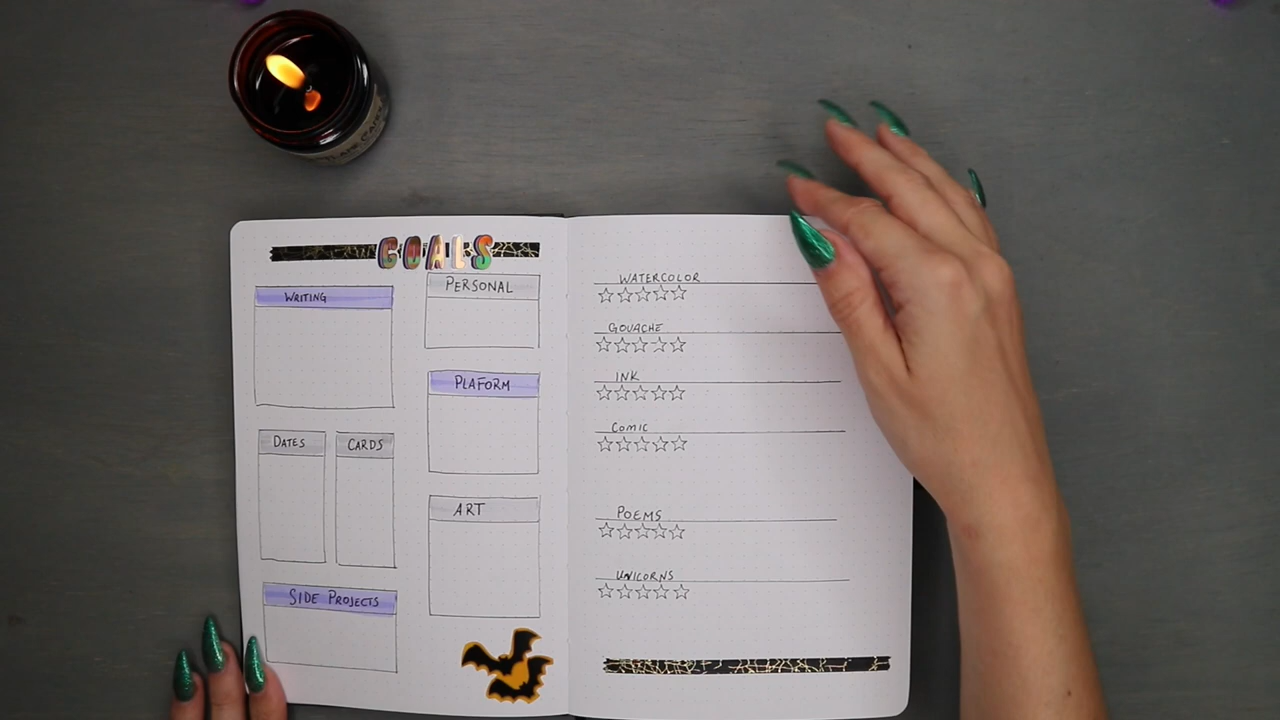 GOALS
WRITING
PERSONAL
PLAFORM
DATES
CARDS
ART
SIDE PROJECTS
WATERCOLOR
GOUACHE
INK
COMIC
POEMS
UNICORNS